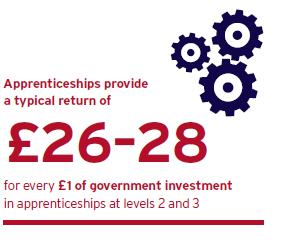 Apprenticeships provide
a typical return of
£26-28
for every £1 of government investment
in apprenticeships at levels 2 and 3